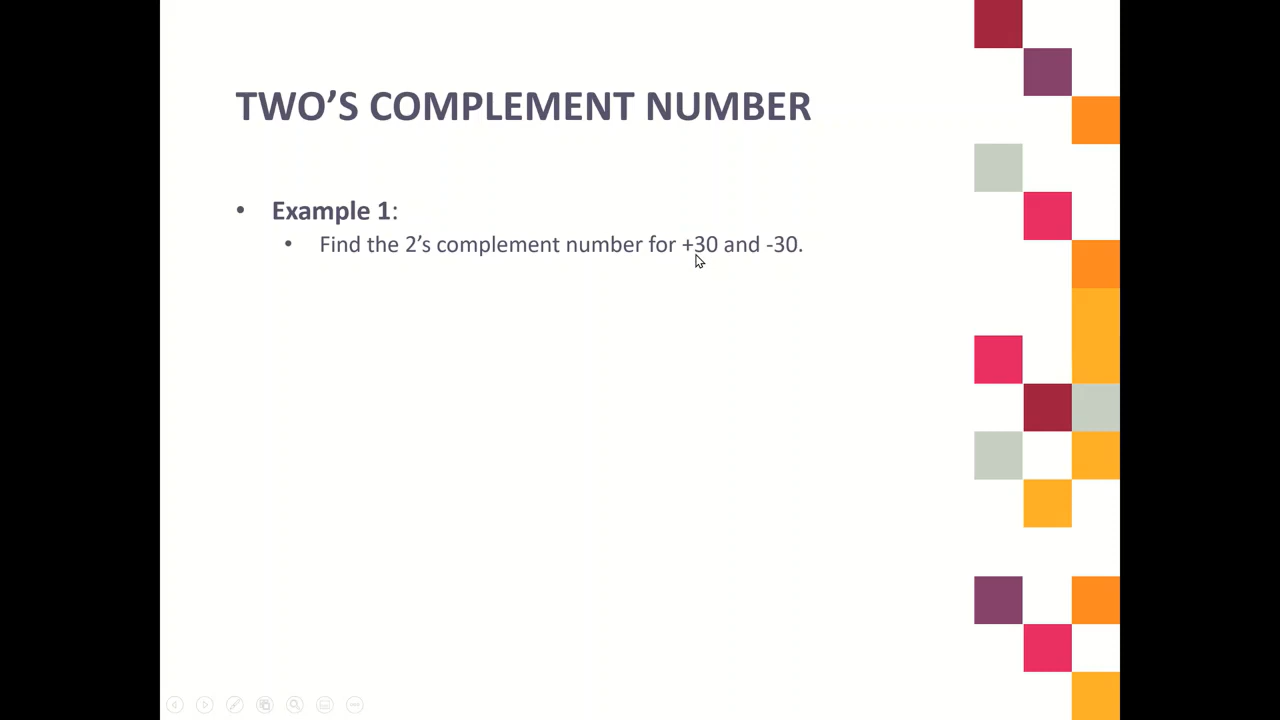 TWO’S COMPLEMENT NUMBER
• Example 1:
• Find the 2’s complement number for +30 and -30.